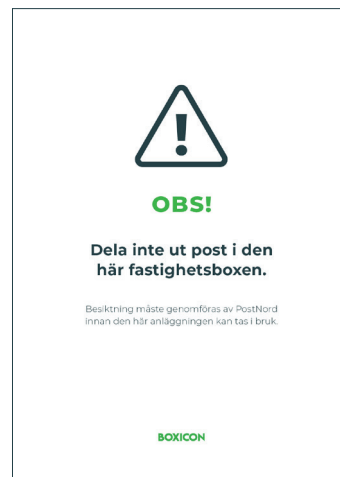 OBS!
Dela inte ut post i den
här fastighetsboxen.
Besiktning måste genomföras av PostNord
innan den här anläggningen kan tas i bruk.
BOXICON